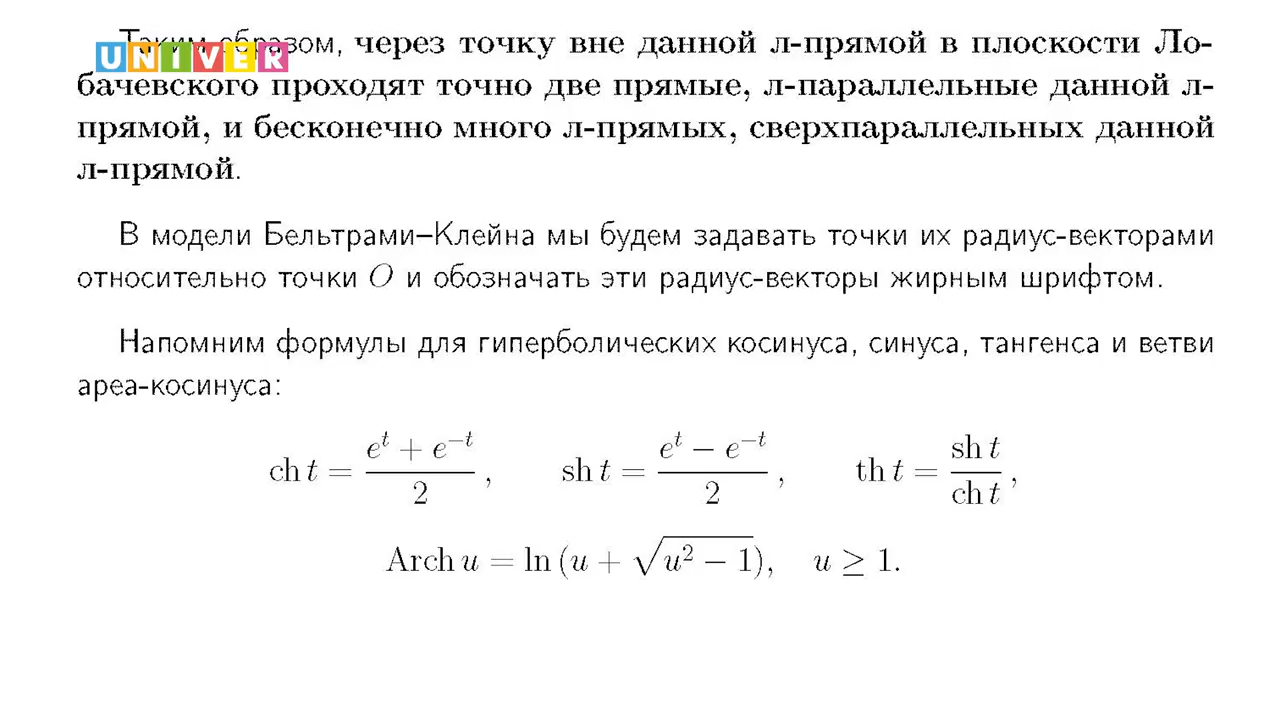 UNIVER
Таким образом, через точку вне данной л-прямой в плоскости Ло-
бачевского проходят точно две прямые, л-параллельные данной л-
прямой, и бесконечно много л-прямых, сверхпараллельных данной
л-прямой.
В модели Бельтрами–Клейна мы будем задавать точки их радиус-векторами
относительно точки O и обозначать эти радиус-векторы жирным шрифтом.
Напомним формулы для гиперболических косинуса, синуса, тангенса и ветви
ареа-косинуса:
ch t = (e^t + e^{−t})/2 , sh t = (e^t − e^{−t})/2 , th t = sh t/ch t ,
Arch u = ln (u + √(u² − 1)), u ≥ 1.